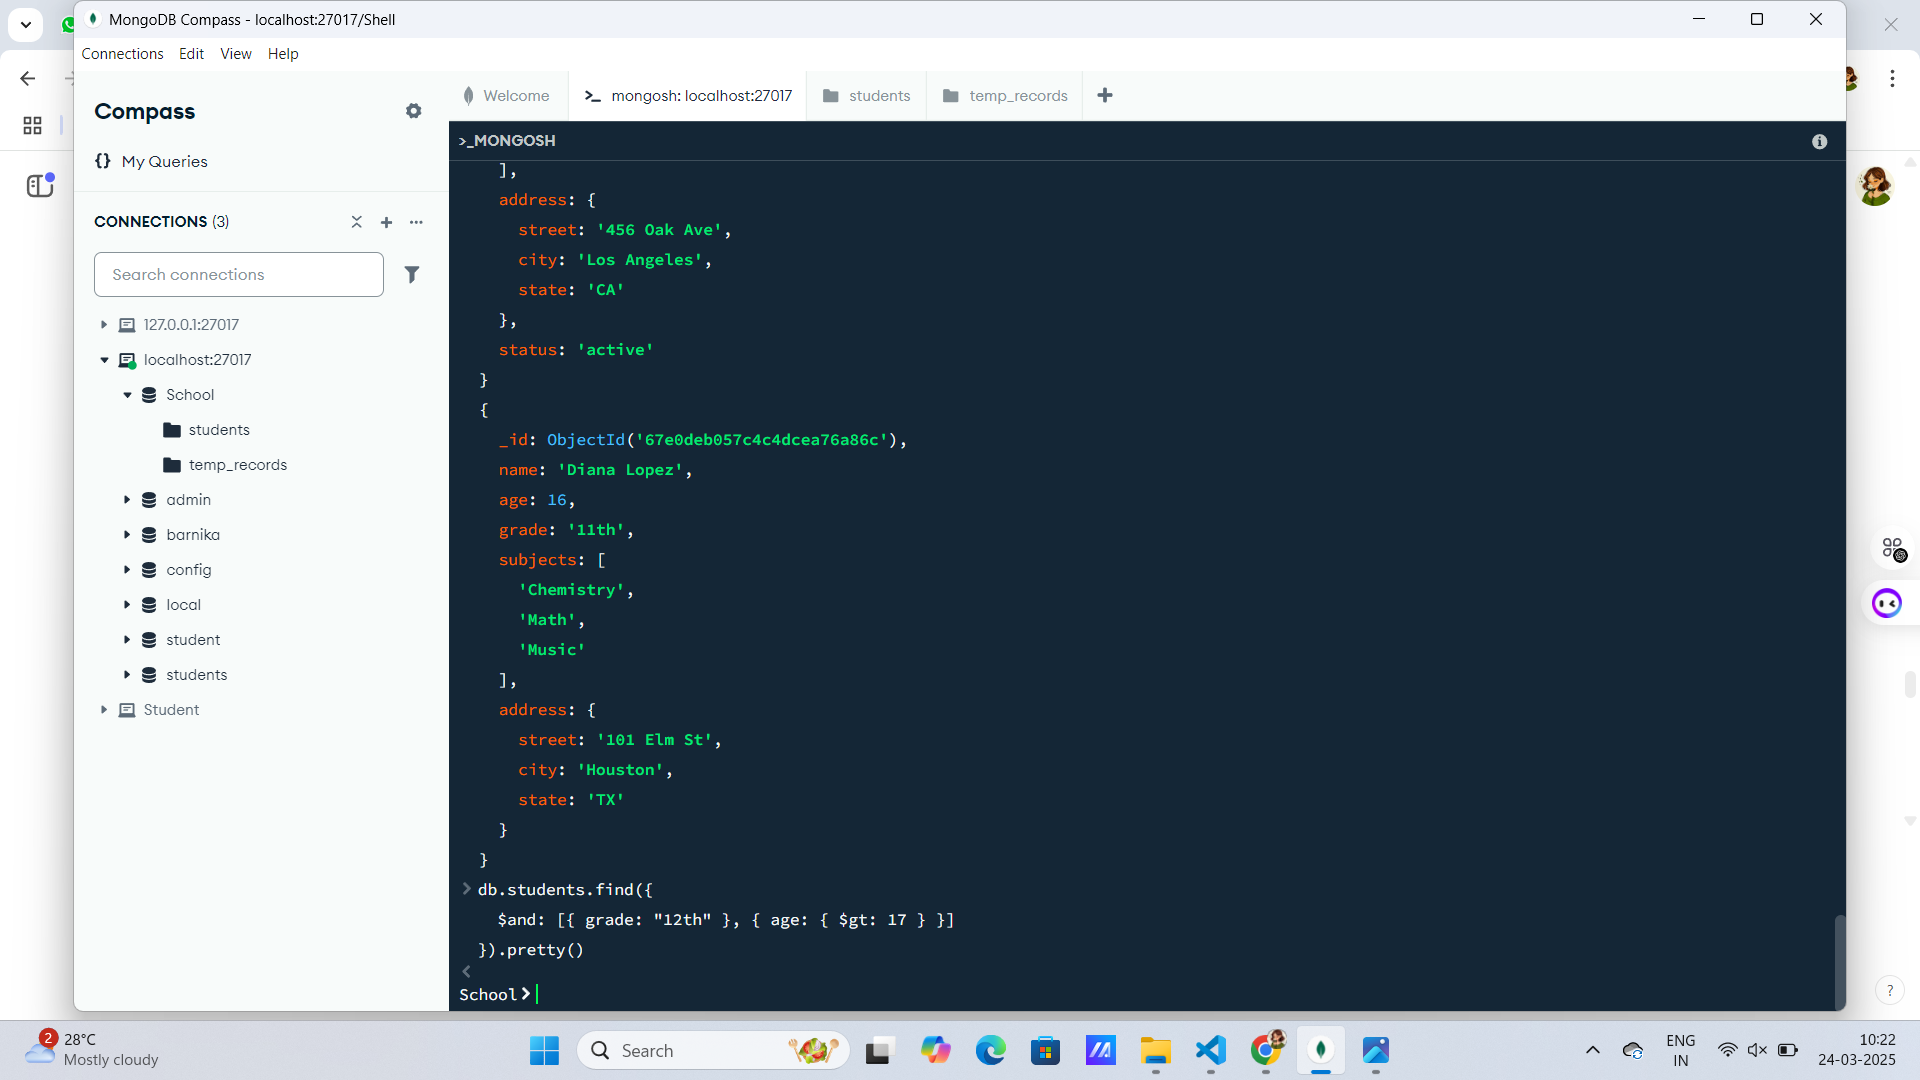 MongoDB Compass - localhost:27017/Shell
Connections Edit View Help
Compass
{} My Queries
CONNECTIONS (3)
Search connections
127.0.0.1:27017
localhost:27017
School
students
temp_records
admin
barnika
config
local
student
students
Student
Welcome
>_ mongosh: localhost:27017
students
temp_records
>_MONGOSH
],
address: {
street: '456 Oak Ave',
city: 'Los Angeles',
state: 'CA'
},
status: 'active'
}
{
_id: ObjectId('67e0deb057c4c4dcea76a86c'),
name: 'Diana Lopez',
age: 16,
grade: '11th',
subjects: [
'Chemistry',
'Math',
'Music'
],
address: {
street: '101 Elm St',
city: 'Houston',
state: 'TX'
}
}
> db.students.find({
$and: [{ grade: "12th" }, { age: { $gt: 17 } }]
}).pretty()
<
School>
?
2
28°C
Mostly cloudy
Search
ENG
IN
10:22
24-03-2025